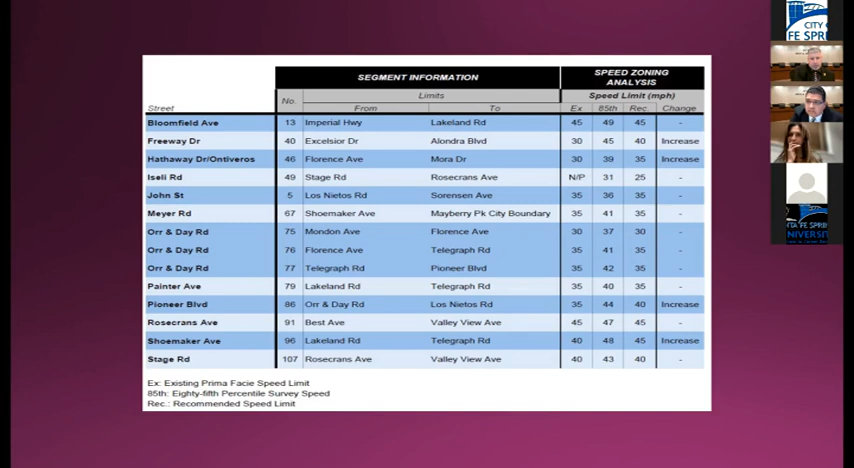 CITY O
FE SPRI
SEGMENT INFORMATION SPEED ZONING ANALYSIS
Limits Speed Limit (mph)
Street No. From To Ex 85th Rec. Change
Bloomfield Ave 13 Imperial Hwy Lakeland Rd 45 49 45 -
Freeway Dr 40 Excelsior Dr Alondra Blvd 30 45 40 Increase
Hathaway Dr/Ontiveros 46 Florence Ave Mora Dr 30 39 35 Increase
Iseli Rd 49 Stage Rd Rosecrans Ave N/P 31 25 -
John St 5 Los Nietos Rd Sorensen Ave 35 36 35 -
Meyer Rd 67 Shoemaker Ave Mayberry Pk City Boundary 35 41 35 -
Orr & Day Rd 75 Mondon Ave Florence Ave 30 37 30 -
Orr & Day Rd 76 Florence Ave Telegraph Rd 35 41 35 -
Orr & Day Rd 77 Telegraph Rd Pioneer Blvd 35 42 35 -
Painter Ave 79 Lakeland Rd Telegraph Rd 35 40 35 -
Pioneer Blvd 86 Orr & Day Rd Los Nietos Rd 35 44 40 Increase
Rosecrans Ave 91 Best Ave Valley View Ave 45 47 45 -
Shoemaker Ave 96 Lakeland Rd Telegraph Rd 40 48 45 Increase
Stage Rd 107 Rosecrans Ave Valley View Ave 40 43 40 -
Ex: Existing Prima Facie Speed Limit
85th: Eighty-fifth Percentile Survey Speed
Rec.: Recommended Speed Limit
TA FE SPRIN
NIVERSI